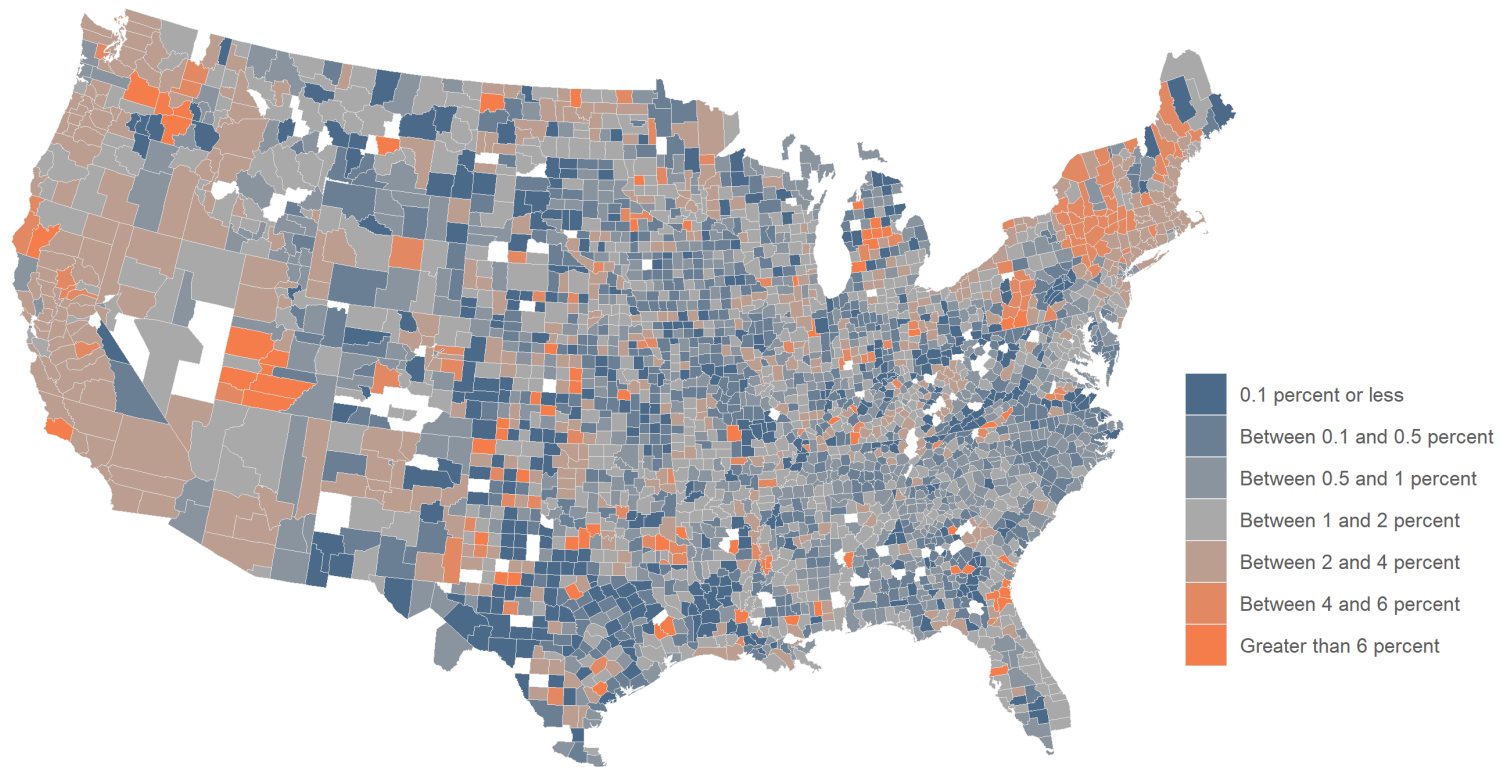 0.1 percent or less
Between 0.1 and 0.5 percent
Between 0.5 and 1 percent
Between 1 and 2 percent
Between 2 and 4 percent
Between 4 and 6 percent
Greater than 6 percent